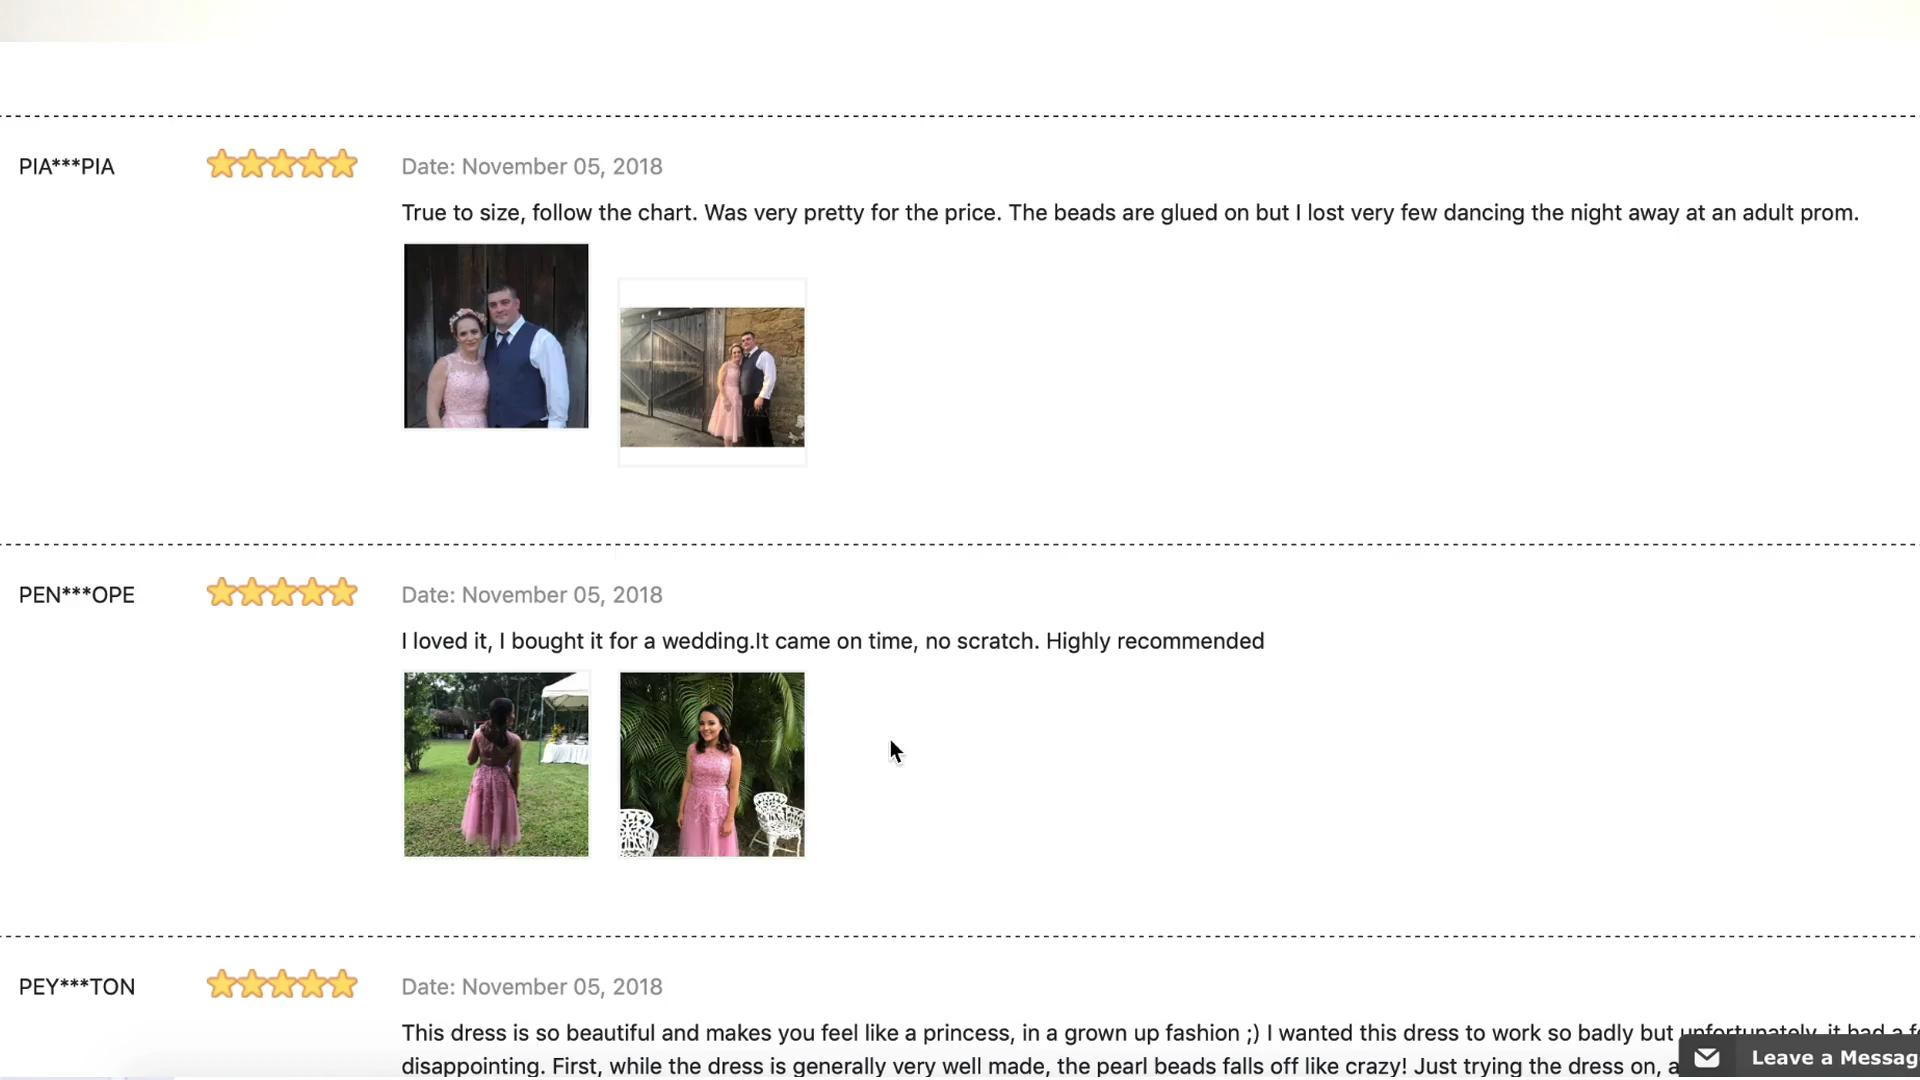 PIA***PIA
Date: November 05, 2018
True to size, follow the chart. Was very pretty for the price. The beads are glued on but I lost very few dancing the night away at an adult prom.
PEN***OPE
Date: November 05, 2018
I loved it, I bought it for a wedding.It came on time, no scratch. Highly recommended
PEY***TON
Date: November 05, 2018
This dress is so beautiful and makes you feel like a princess, in a grown up fashion ;) I wanted this dress to work so badly but unfortunately, it had a
disappointing. First, while the dress is generally very well made, the pearl beads falls off like crazy! Just trying the dress on,
Leave a Messag